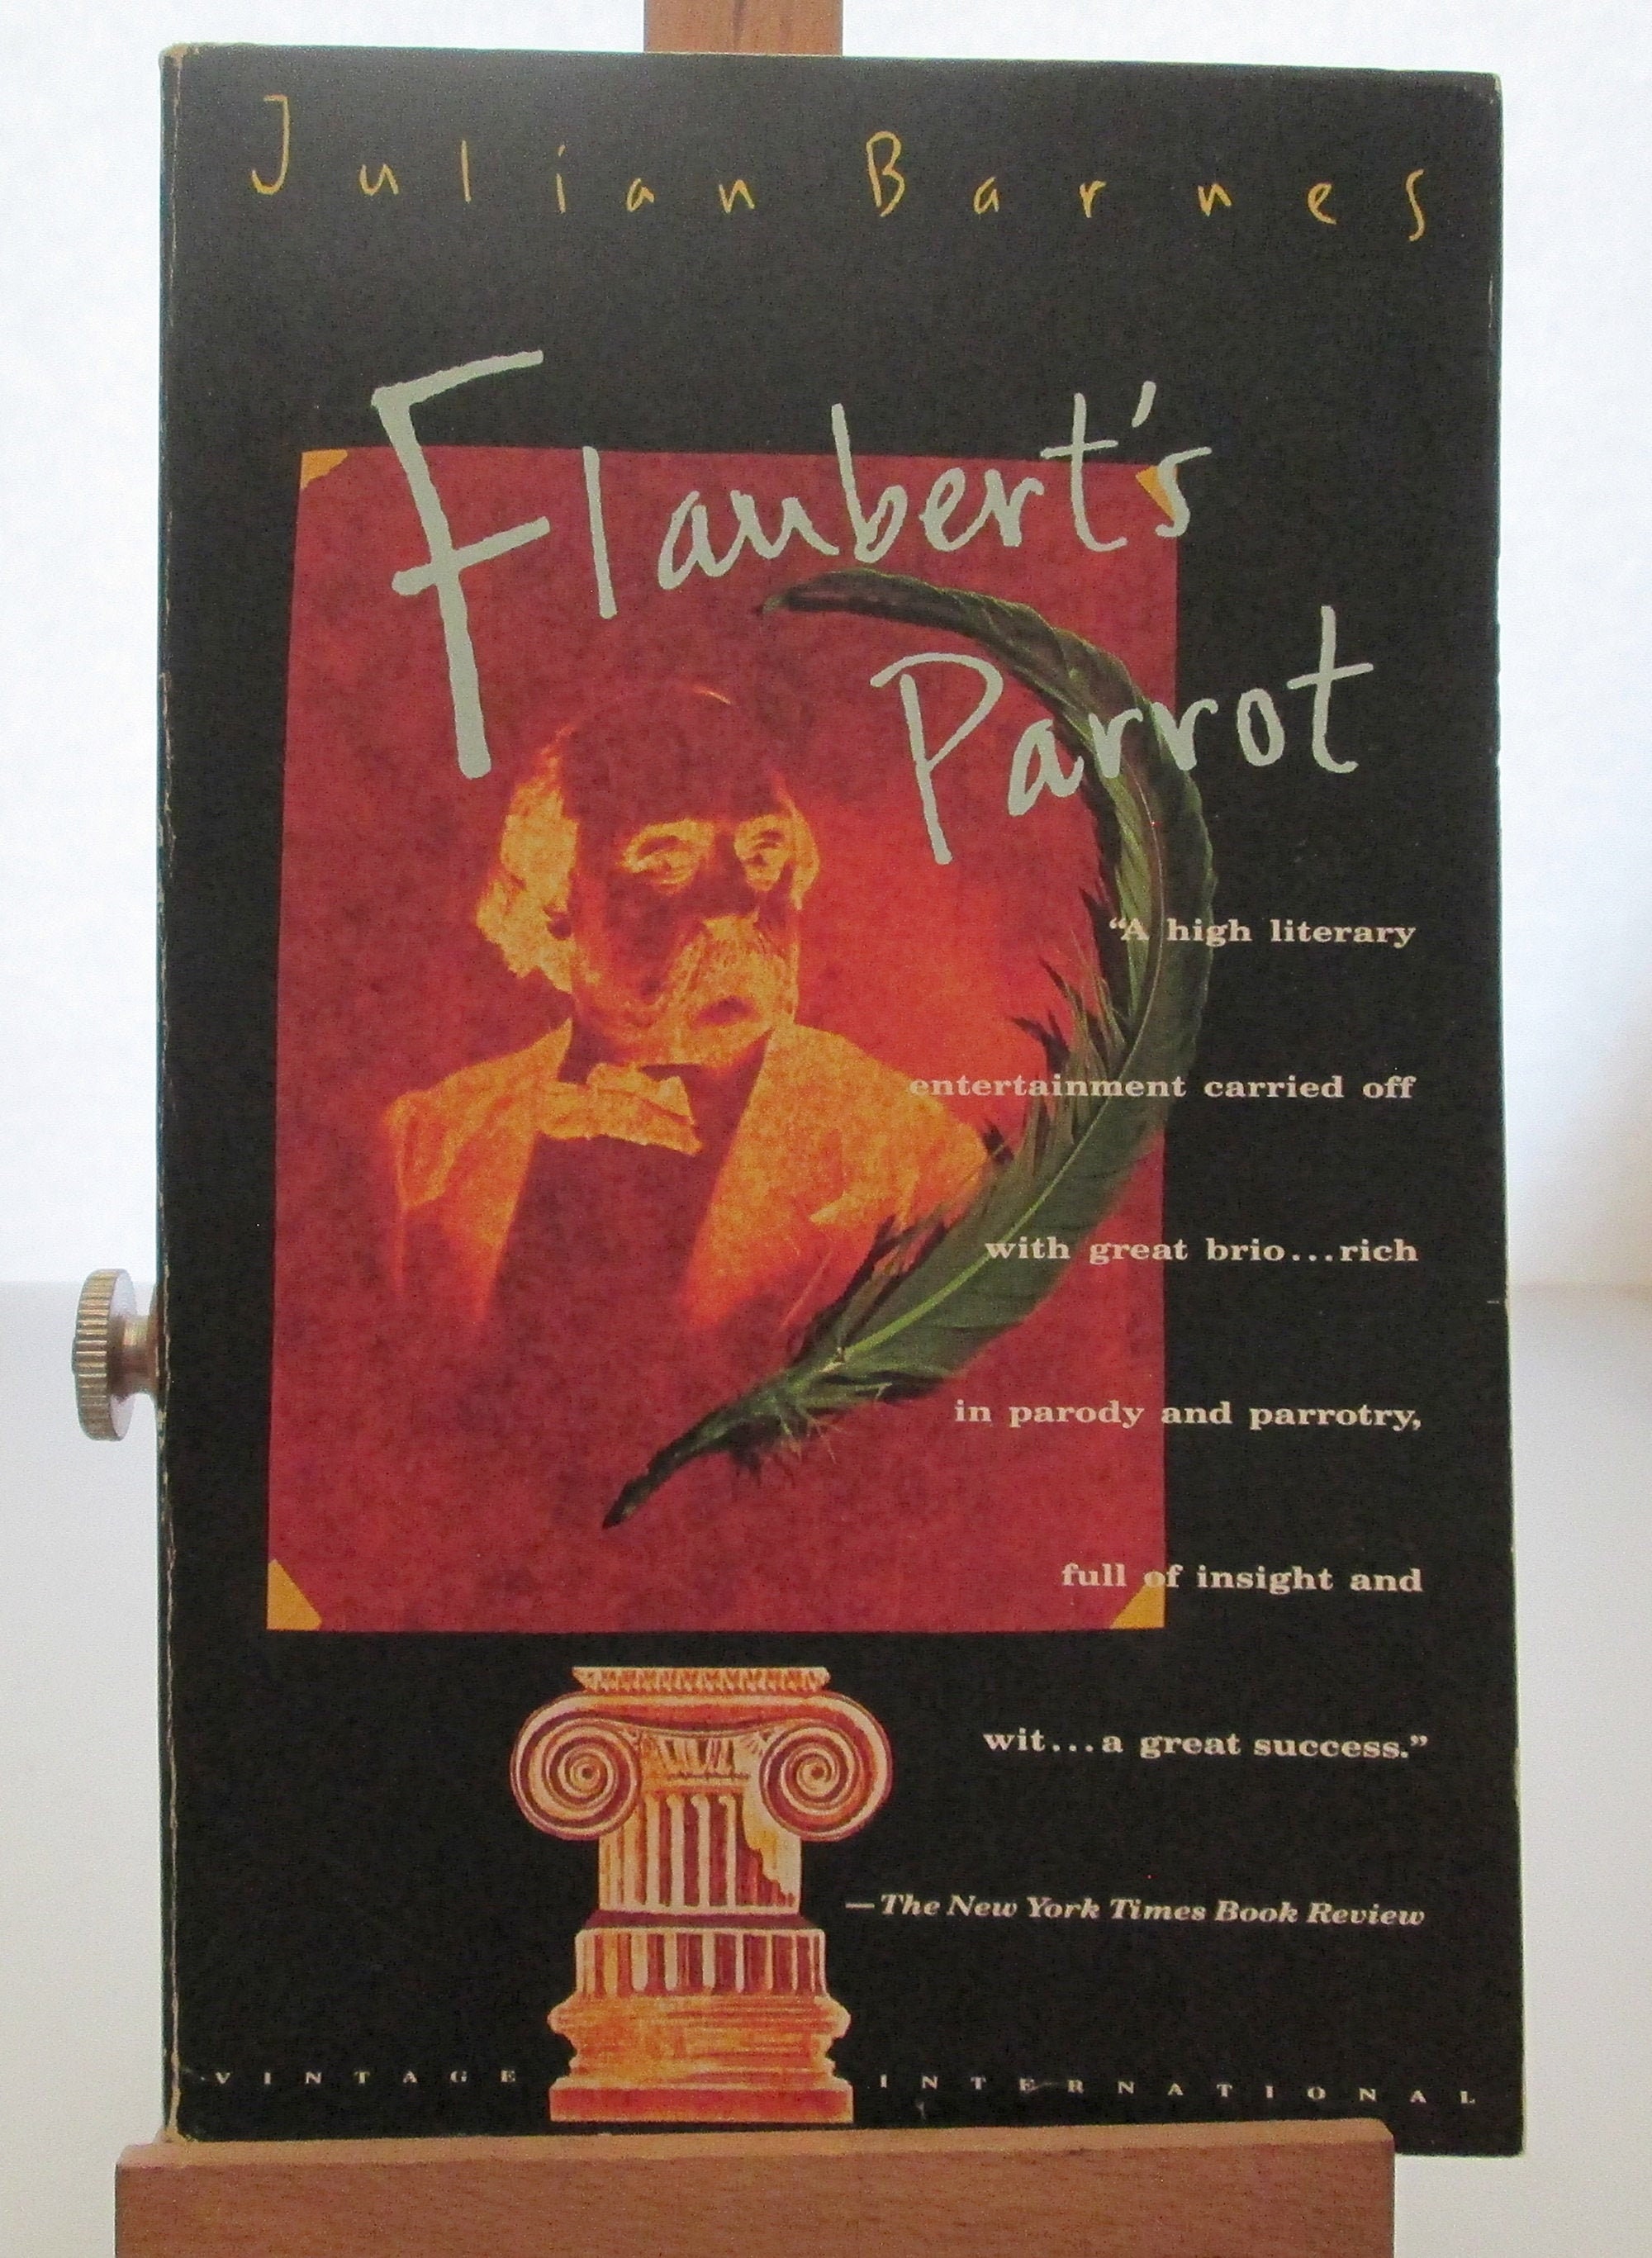 Julian Barnes
Flaubert's
Parrot
“A high literary
entertainment carried off
with great brio...rich
in parody and parrotry,
full of insight and
wit...a great success.”
—The New York Times Book Review
VINTAGE INTERNATIONAL